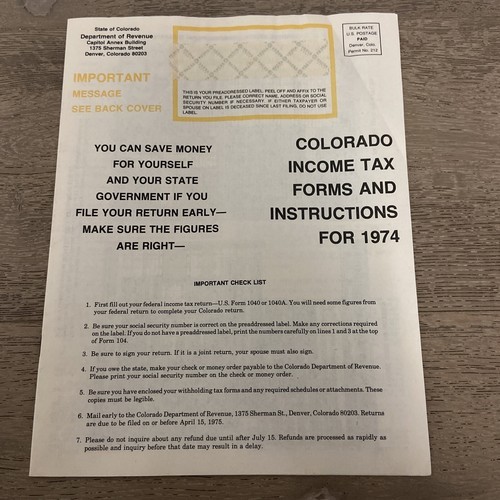 State of Colorado
Department of Revenue
Capitol Annex Building
1375 Sherman Street
Denver, Colorado 80203
BULK RATE
U.S. POSTAGE
PAID
Denver, Colo.
Permit No. 212
IMPORTANT
MESSAGE
SEE BACK COVER
THIS IS YOUR PREADDRESSED LABEL, PEEL OFF AND AFFIX TO THE
RETURN YOU FILE. PLEASE CORRECT NAME, ADDRESS OR SOCIAL
SECURITY NUMBER IF NECESSARY. IF EITHER TAXPAYER OR
SPOUSE ON LABEL IS DECEASED SINCE LAST FILING, DO NOT USE
LABEL.
YOU CAN SAVE MONEY
FOR YOURSELF
AND YOUR STATE
GOVERNMENT IF YOU
FILE YOUR RETURN EARLY—
MAKE SURE THE FIGURES
ARE RIGHT—
COLORADO
INCOME TAX
FORMS AND
INSTRUCTIONS
FOR 1974
IMPORTANT CHECK LIST
1. First fill out your federal income tax return—U.S. Form 1040 or 1040A. You will need some figures from
your federal return to complete your Colorado return.
2. Be sure your social security number is correct on the preaddressed label. Make any corrections required
on the label. If you do not have a preaddressed label, print the numbers carefully on lines 1 and 3 at the top
of Form 104.
3. Be sure to sign your return. If it is a joint return, your spouse must also sign.
4. If you owe the state, make your check or money order payable to the Colorado Department of Revenue.
Please print your social security number on the check or money order.
5. Be sure you have enclosed your withholding tax forms and any required schedules or attachments. These
copies must be legible.
6. Mail early to the Colorado Department of Revenue, 1375 Sherman St., Denver, Colorado 80203. Returns
are due to be filed on or before April 15, 1975.
7. Please do not inquire about any refund due until after July 15. Refunds are processed as rapidly as
possible and inquiry before that date may result in a delay.